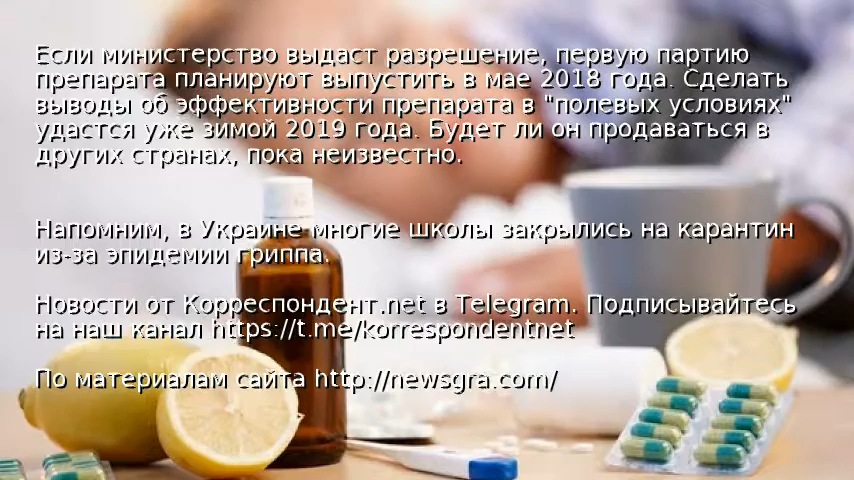 Если министерство выдаст разрешение, первую партию
препарата планируют выпустить в мае 2018 года. Сделать
выводы об эффективности препарата в "полевых условиях"
удастся уже зимой 2019 года. Будет ли он продаваться в
других странах, пока неизвестно.
Напомним, в Украине многие школы закрылись на карантин
из-за эпидемии гриппа.
Новости от Корреспондент.net в Telegram. Подписывайтесь
на наш канал https://t.me/korrespondentnet
По материалам сайта http://newsgra.com/